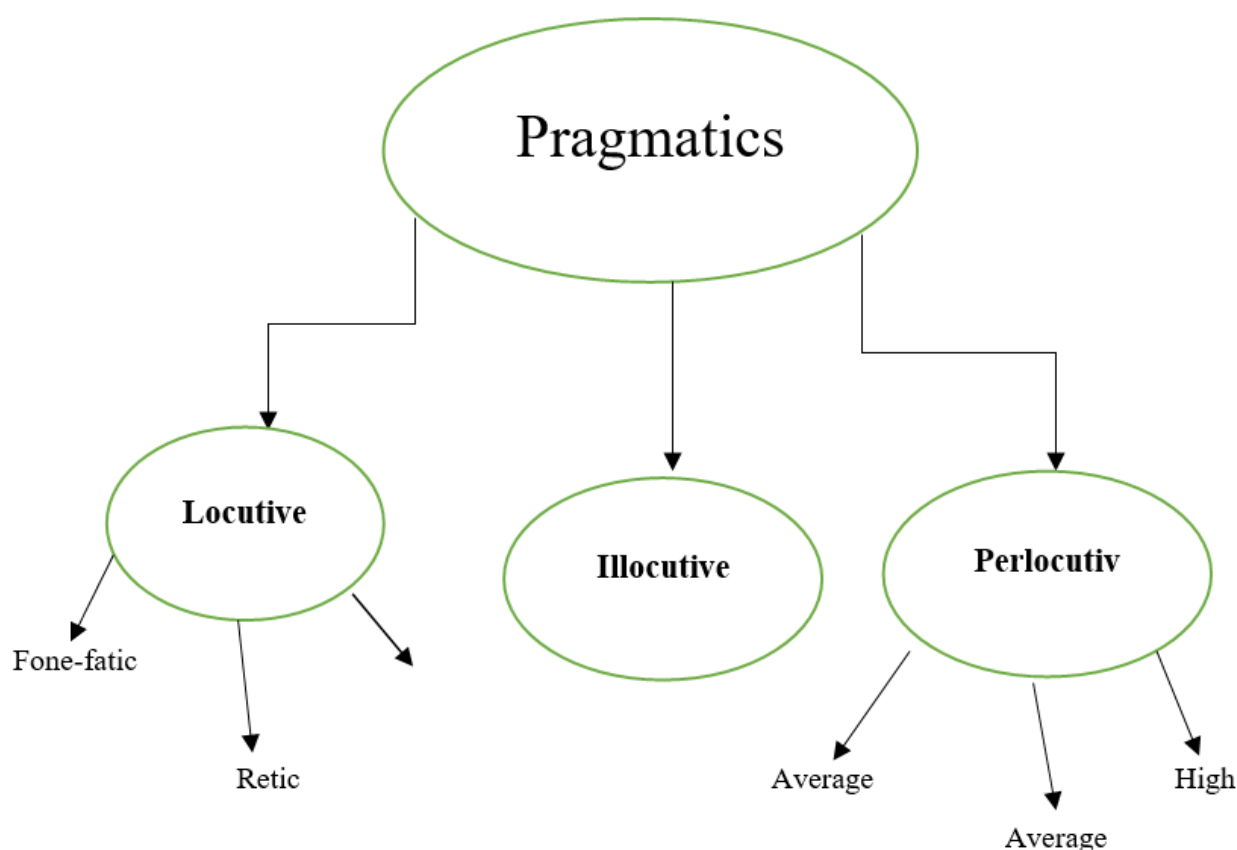 Pragmatics
Locutive
Illocutive
Perlocutiv
Fone-fatic
Retic
Average
High
Average